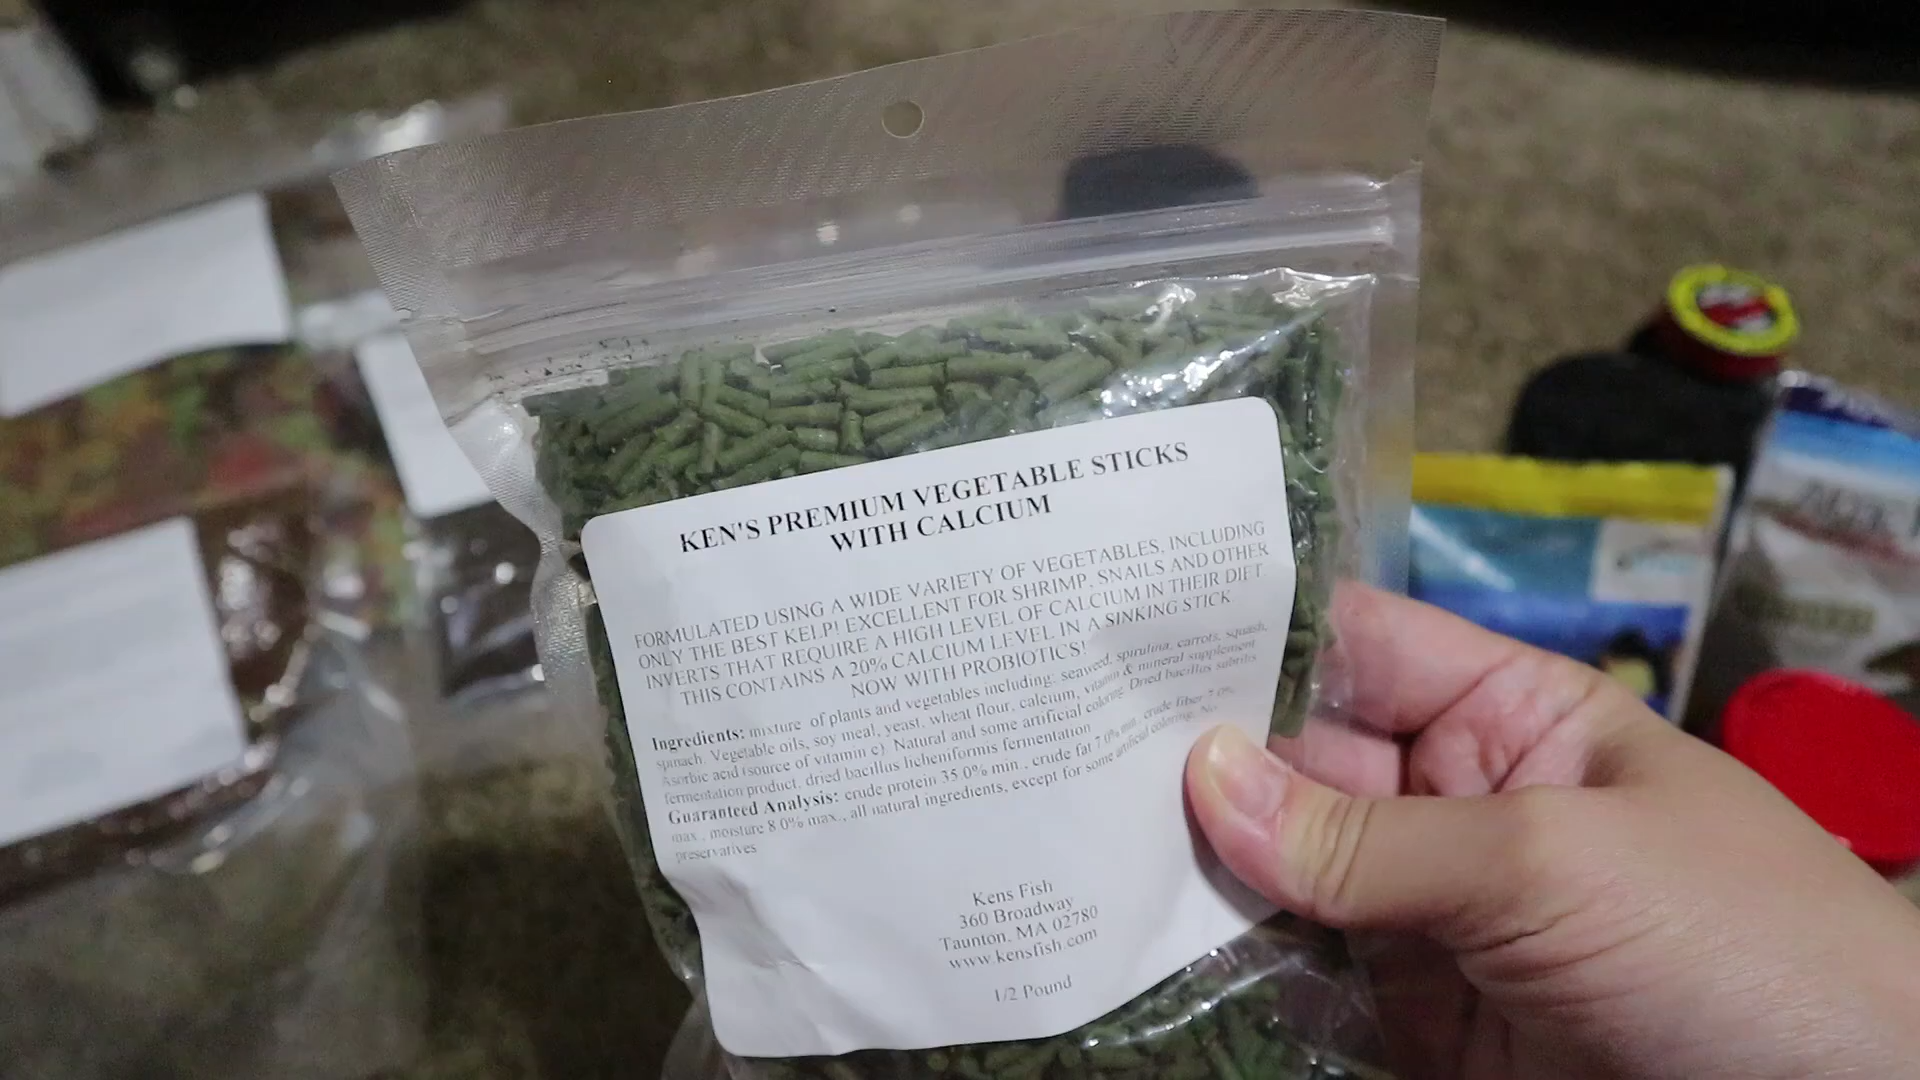 KEN'S PREMIUM VEGETABLE STICKS
WITH CALCIUM
FORMULATED USING A WIDE VARIETY OF VEGETABLES, INCLUDING
ONLY THE BEST KELP! EXCELLENT FOR SHRIMP, SNAILS AND OTHER
INVERTS THAT REQUIRE A HIGH LEVEL OF CALCIUM IN THEIR DIET.
THIS CONTAINS A 20% CALCIUM LEVEL IN A SINKING STICK.
NOW WITH PROBIOTICS!
Ingredients: mixture of plants and vegetables including: seaweed, spirulina, carrots, squash,
spinach. Vegetable oils, soy meal, yeast, wheat flour, calcium, vitamin & mineral supplement
Asorbic acid (source of vitamin c). Natural and some artificial coloring. Dried bacillus subtilis
fermentation product, dried bacillus licheniformis fermentation
Guaranteed Analysis: crude protein 35.0% min., crude fat 7.0% min., crude fiber
max., moisture 8.0% max., all natural ingredients, except for some artificial coloring. No
preservatives
Kens Fish
360 Broadway
Taunton, MA 02780
www.kensfish.com
1/2 Pound